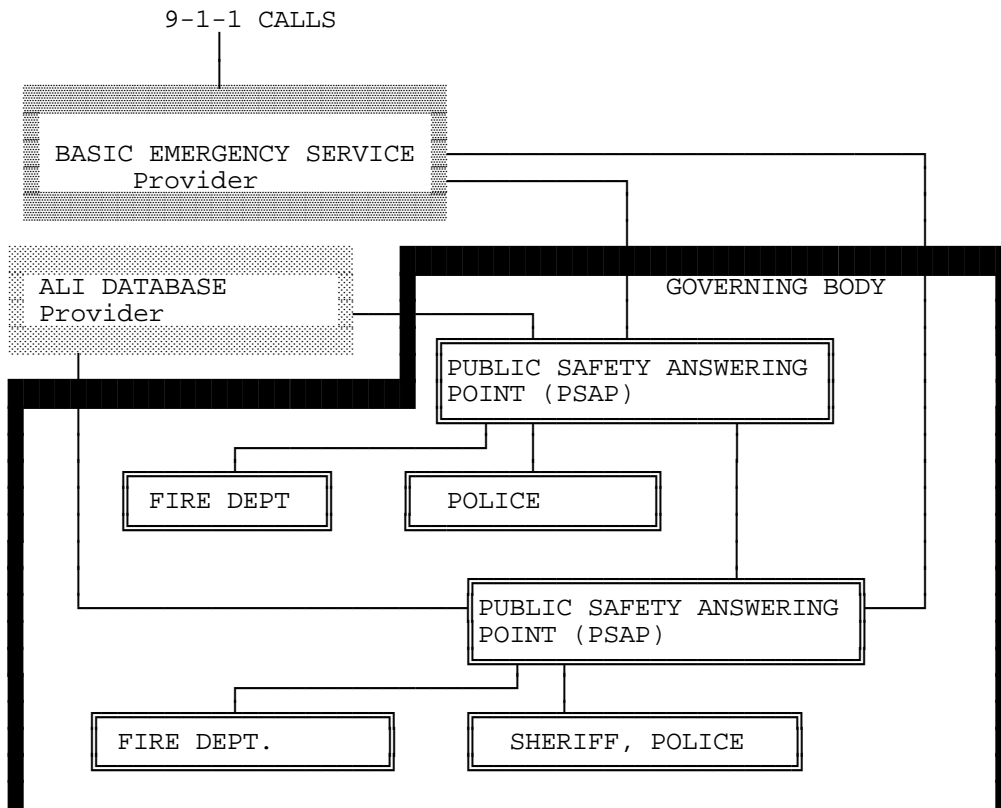 9-1-1 CALLS
BASIC EMERGENCY SERVICE
Provider
ALI DATABASE
Provider
GOVERNING BODY
PUBLIC SAFETY ANSWERING
POINT (PSAP)
FIRE DEPT
POLICE
PUBLIC SAFETY ANSWERING
POINT (PSAP)
FIRE DEPT.
SHERIFF, POLICE